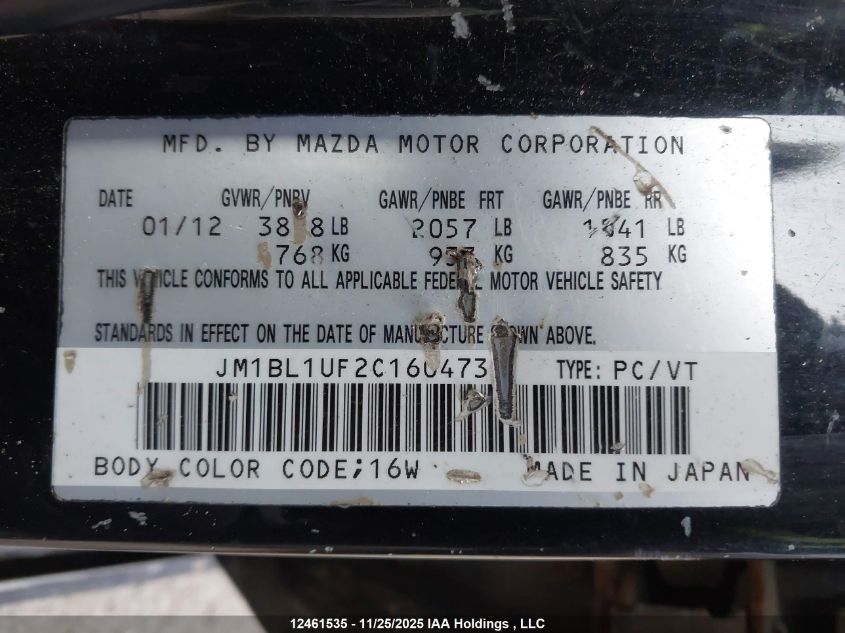 MFD. BY MAZDA MOTOR CORPORATION
DATE GVWR/PNBV GAWR/PNBE FRT GAWR/PNBE RR
01/12 LB 2057 LB 1841 LB
KG KG 835 KG
THIS VEHICLE CONFORMS TO ALL APPLICABLE FEDERAL MOTOR VEHICLE SAFETY
STANDARDS IN EFFECT ON THE DATE OF MANUFACTURE SHOWN ABOVE.
TYPE: PC/VT
BODY COLOR CODE;16W MADE IN JAPAN
12461535 - 11/25/2025 IAA Holdings , LLC